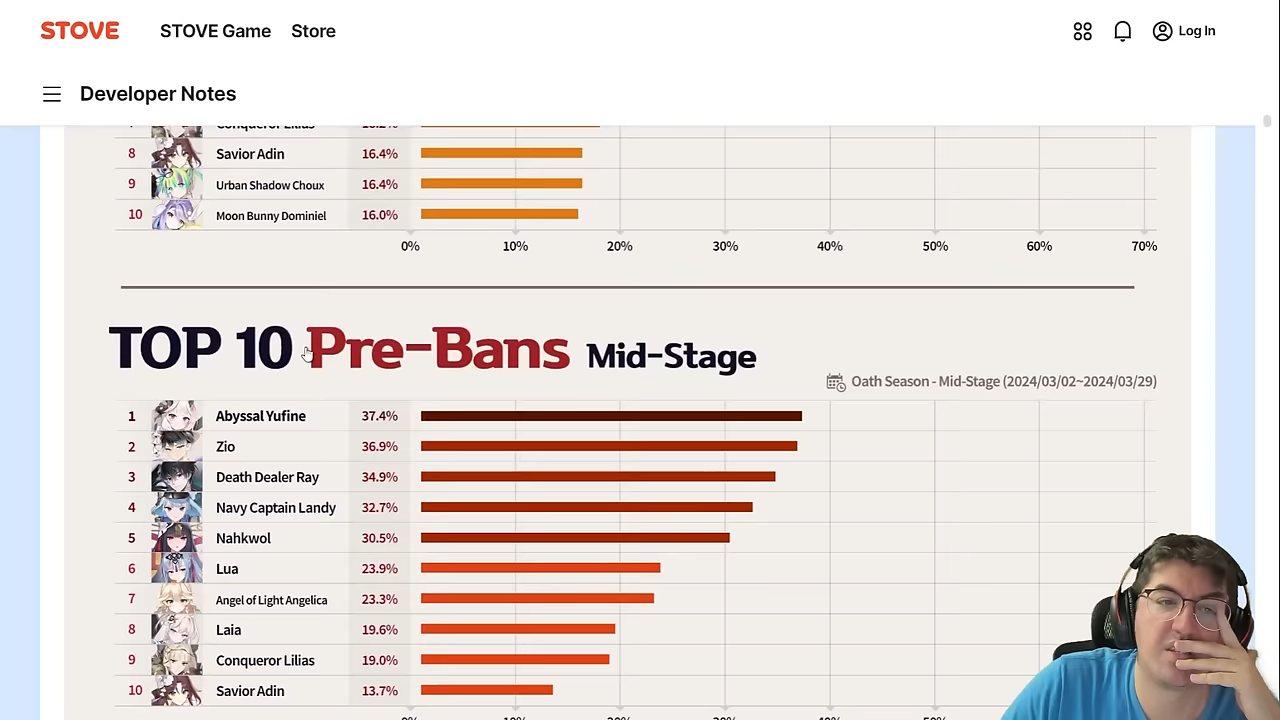 STOVE
STOVE Game
Store
Log In
Developer Notes
Conqueror Lilias
8 Savior Adin 16.4%
9 Urban Shadow Choux 16.4%
10 Moon Bunny Dominiel 16.0%
0% 10% 20% 30% 40% 50% 60% 70%
TOP 10 Pre-Bans Mid-Stage
Oath Season - Mid-Stage (2024/03/02~2024/03/29)
1 Abyssal Yufine 37.4%
2 Zio 36.9%
3 Death Dealer Ray 34.9%
4 Navy Captain Landy 32.7%
5 Nahkwol 30.5%
6 Lua 23.9%
7 Angel of Light Angelica 23.3%
8 Laia 19.6%
9 Conqueror Lilias 19.0%
10 Savior Adin 13.7%